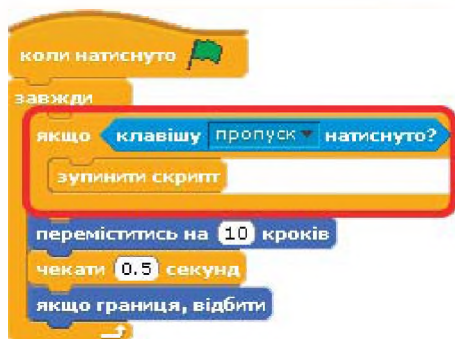 коли натиснуто
завжди
якщо клавішу пропуск натиснуто?
зупинити скрипт
переміститись на 10 кроків
чекати 0.5 секунд
якщо границя, відбити